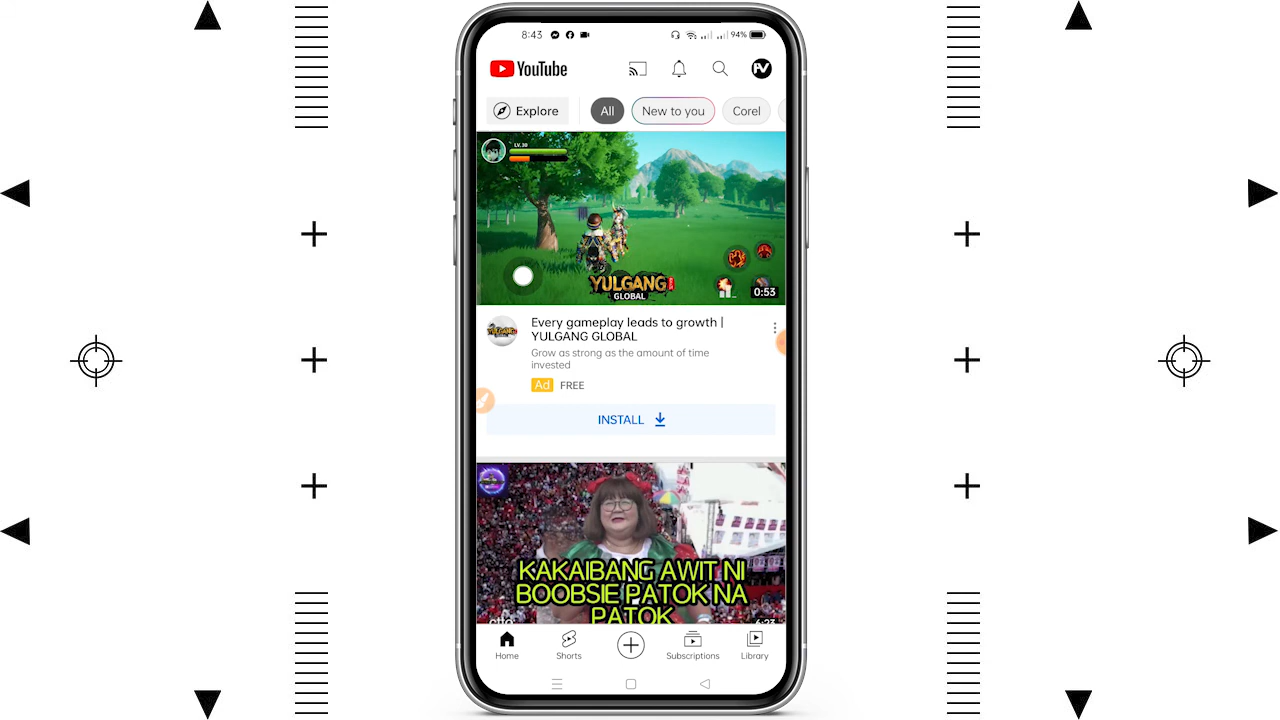 8:43
94%
YouTube
Explore
All
New to you
Corel
LV.30
YULGANG
GLOBAL
0:53
Every gameplay leads to growth |
YULGANG GLOBAL
Grow as strong as the amount of time
invested
Ad FREE
INSTALL
KAKAIBANG AWIT NI
BOOBSIE PATOK NA
PATOK
Home
Shorts
Subscriptions
Library